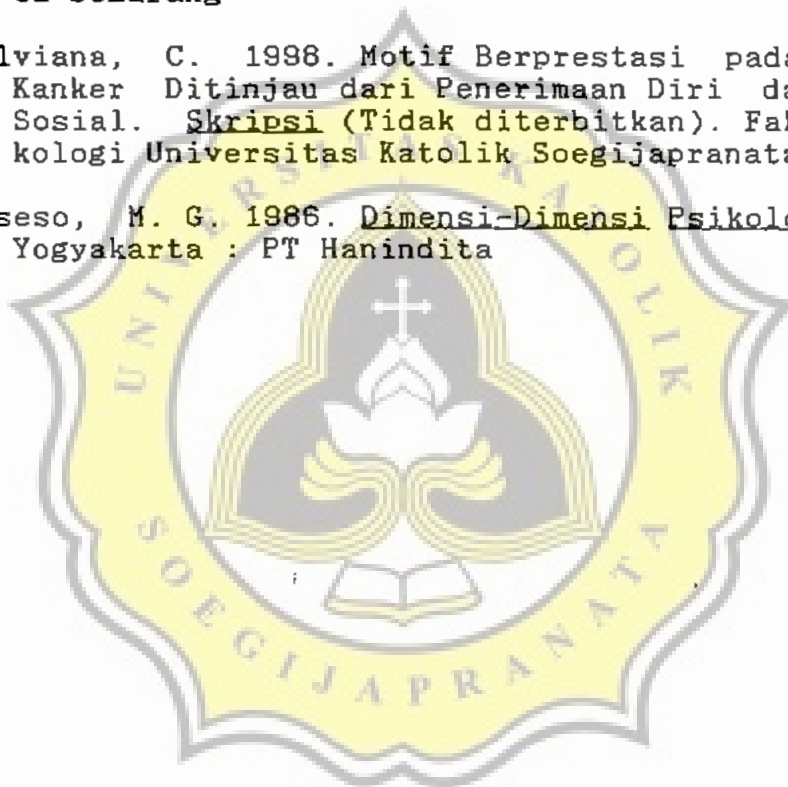 lviana, C. 1998. Motif Berprestasi pada
Kanker Ditinjau dari Penerimaan Diri da
Sosial. Skripsi (Tidak diterbitkan). Fak
kologi Universitas Katolik Soegijapranata
seso, M. G. 1986. Dimensi-Dimensi Psikolo
Yogyakarta : PT Hanindita
UNIVERSITAS KATOLIK
SOEGIJAPRANATA